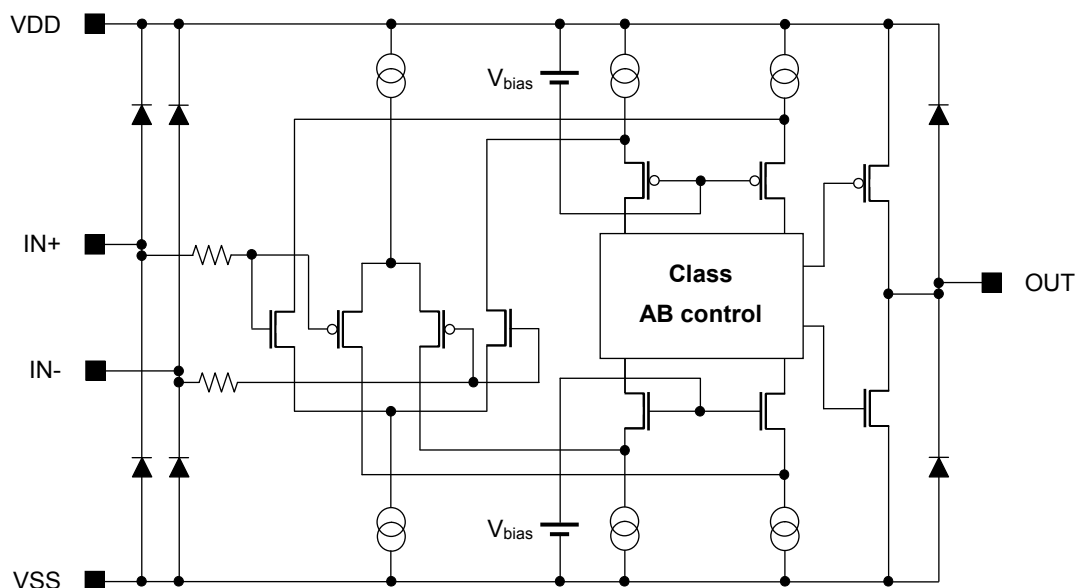 VDD
Vbias
IN+
Class
AB control
OUT
IN-
Vbias
VSS